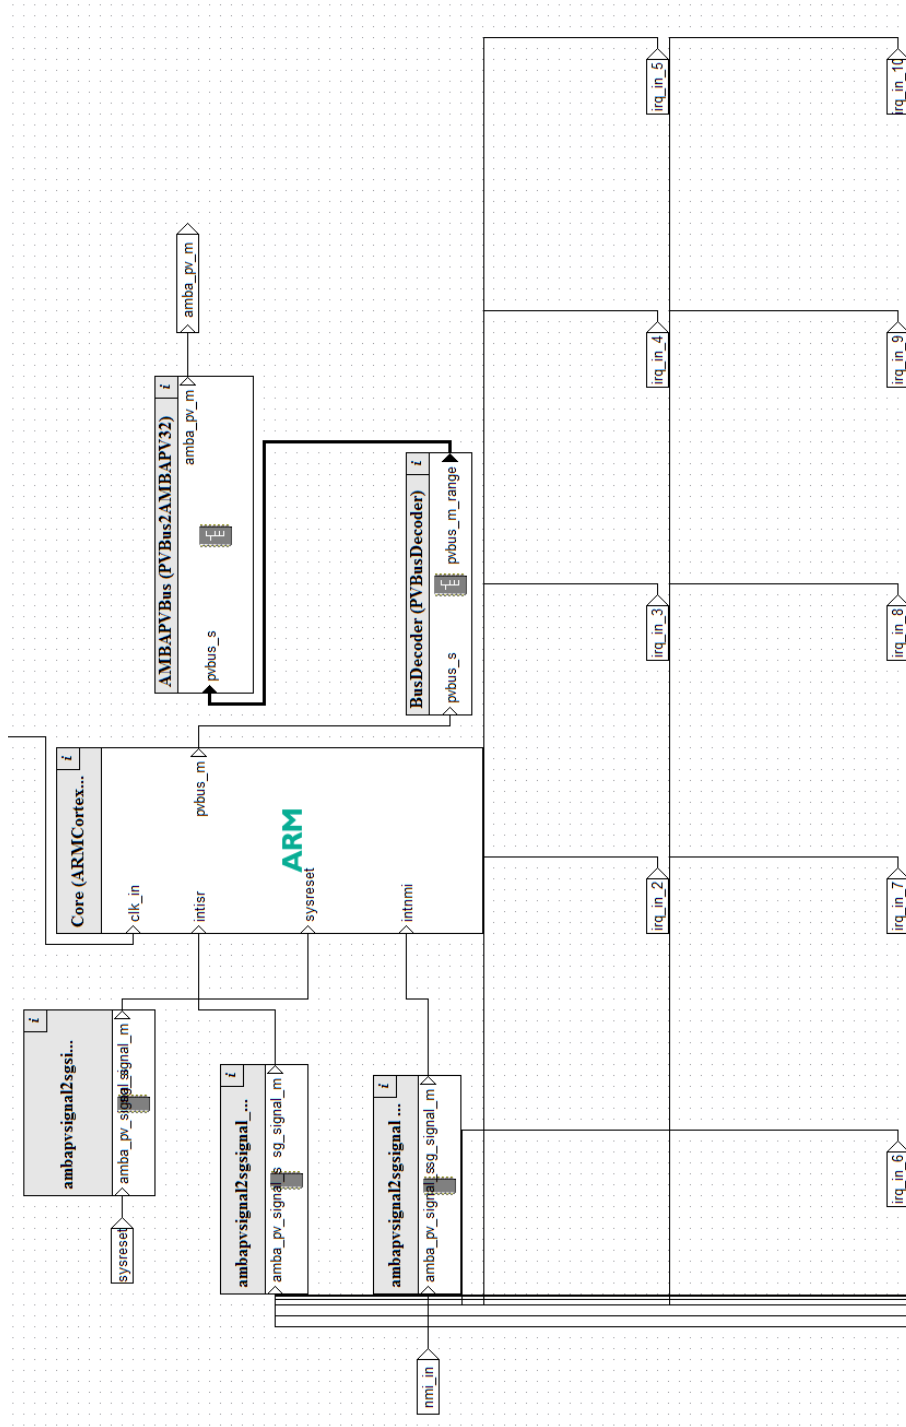 sysreset
ambapvsignal2sgsi...
i
amba_pv_signal_s
sg_signal_m
ambapvsignal2sgsignal_...
i
amba_pv_signal_s
sg_signal_m
nmi_in
ambapvsignal2sgsignal ...
i
amba_pv_signal_s
sg_signal_m
Core (ARMCortex...
i
clk_in
intisr
sysreset
intnmi
pvbus_m
ARM
AMBAPVBus (PVBus2AMBAPV32)
i
pvbus_s
amba_pv_m
amba_pv_m
BusDecoder (PVBusDecoder)
i
pvbus_s
pvbus_m_range
irq_in_2
irq_in_3
irq_in_4
irq_in_5
irq_in_6
irq_in_7
irq_in_8
irq_in_9
irq_in_10